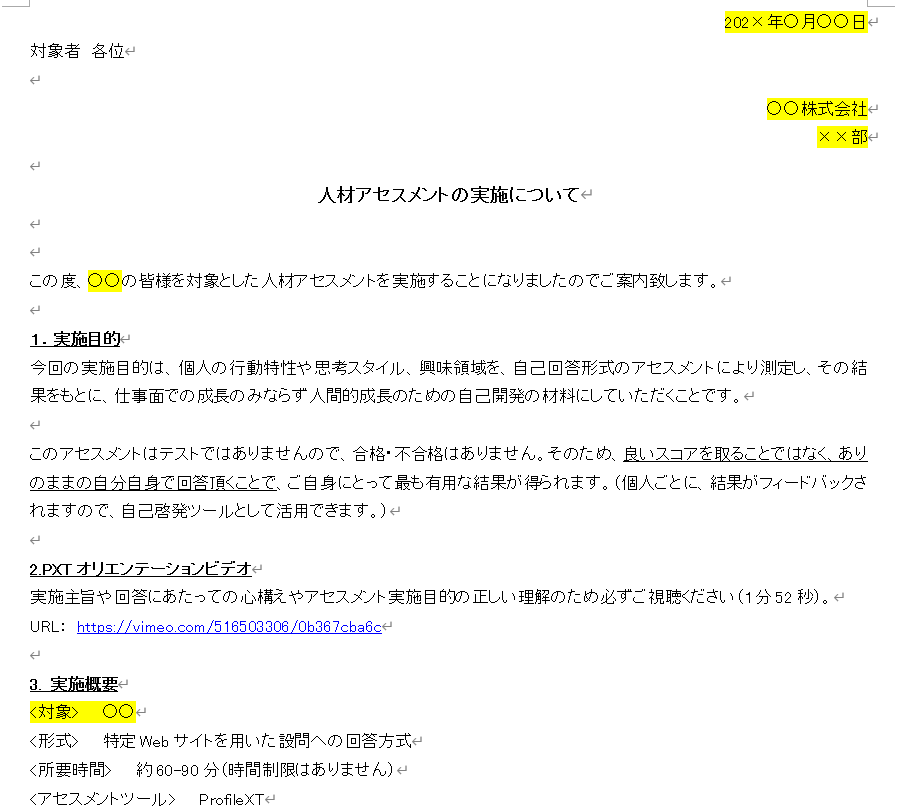 202×年〇月〇〇日
対象者　各位
〇〇株式会社
××部
人材アセスメントの実施について
この度、〇〇の皆様を対象とした人材アセスメントを実施することになりましたのでご案内致します。
１．実施目的
今回の実施目的は、個人の行動特性や思考スタイル、興味領域を、自己回答形式のアセスメントにより測定し、その結
果をもとに、仕事面での成長のみならず人間的成長のための自己開発の材料にしていただくことです。
このアセスメントはテストではありませんので、合格・不合格はありません。そのため、良いスコアを取ることではなく、あり
のままの自分自身で回答頂くことで、ご自身にとって最も有用な結果が得られます。（個人ごとに、結果がフィードバックさ
れますので、自己啓発ツールとして活用できます。）
2.PXT オリエンテーションビデオ
実施主旨や回答にあたっての心構えやアセスメント実施目的の正しい理解のため必ずご視聴ください（1分52秒）。
URL：　https://vimeo.com/516503306/0b367cba6c
3. 実施概要
<対象>　〇〇
<形式>　特定Webサイトを用いた設問への回答方式
<所要時間>　約60-90分（時間制限はありません）
<アセスメントツール>　ProfileXT